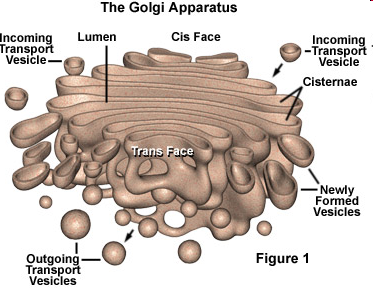 The Golgi Apparatus
Incoming
Transport
Vesicle
Lumen
Cis Face
Incoming
Transport
Vesicle
Cisternae
Trans Face
Newly
Formed
Vesicles
Outgoing
Transport
Vesicles
Figure 1